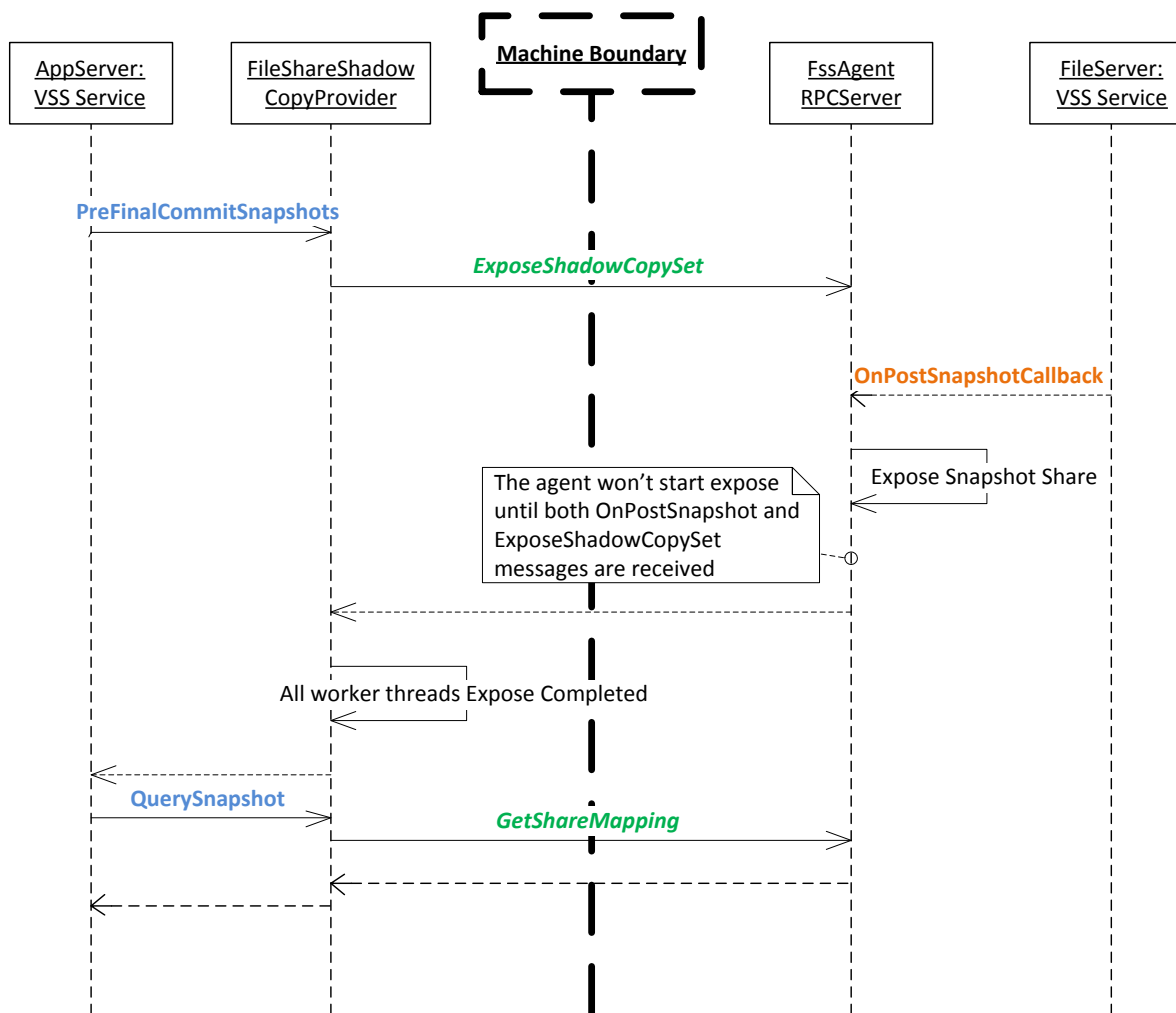 Machine Boundary
AppServer:
VSS Service
FileShareShadow
CopyProvider
FssAgent
RPCServer
FileServer:
VSS Service
PreFinalCommitSnapshots
ExposeShadowCopySet
OnPostSnapshotCallback
Expose Snapshot Share
The agent won't start expose
until both OnPostSnapshot and
ExposeShadowCopySet
messages are received
All worker threads Expose Completed
QuerySnapshot
GetShareMapping